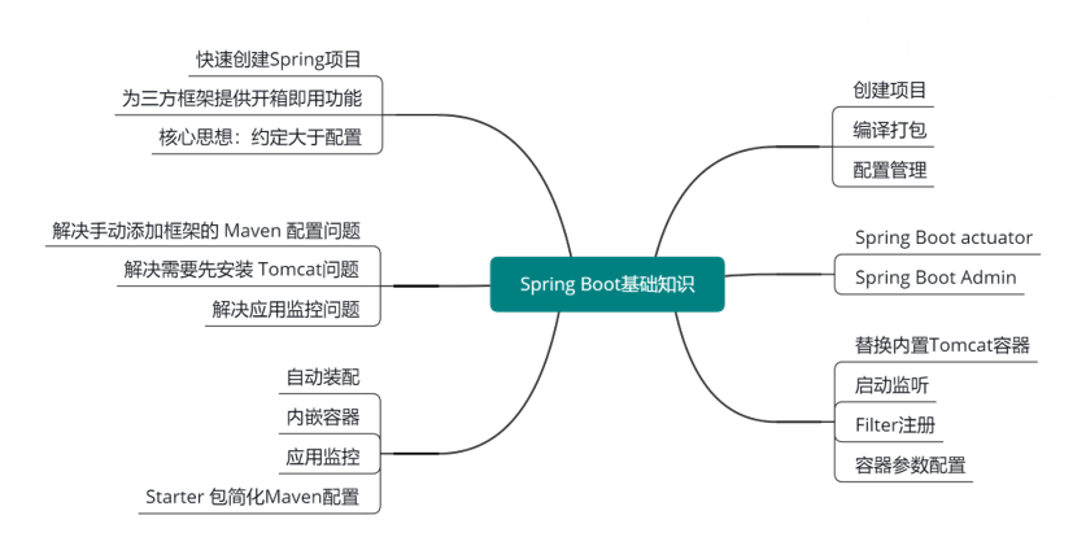 快速创建Spring项目
为三方框架提供开箱即用功能
核心思想：约定大于配置
解决手动添加框架的 Maven 配置问题
解决需要先安装 Tomcat问题
解决应用监控问题
自动装配
内嵌容器
应用监控
Starter 包简化Maven配置
Spring Boot基础知识
创建项目
编译打包
配置管理
Spring Boot actuator
Spring Boot Admin
替换内置Tomcat容器
启动监听
Filter注册
容器参数配置